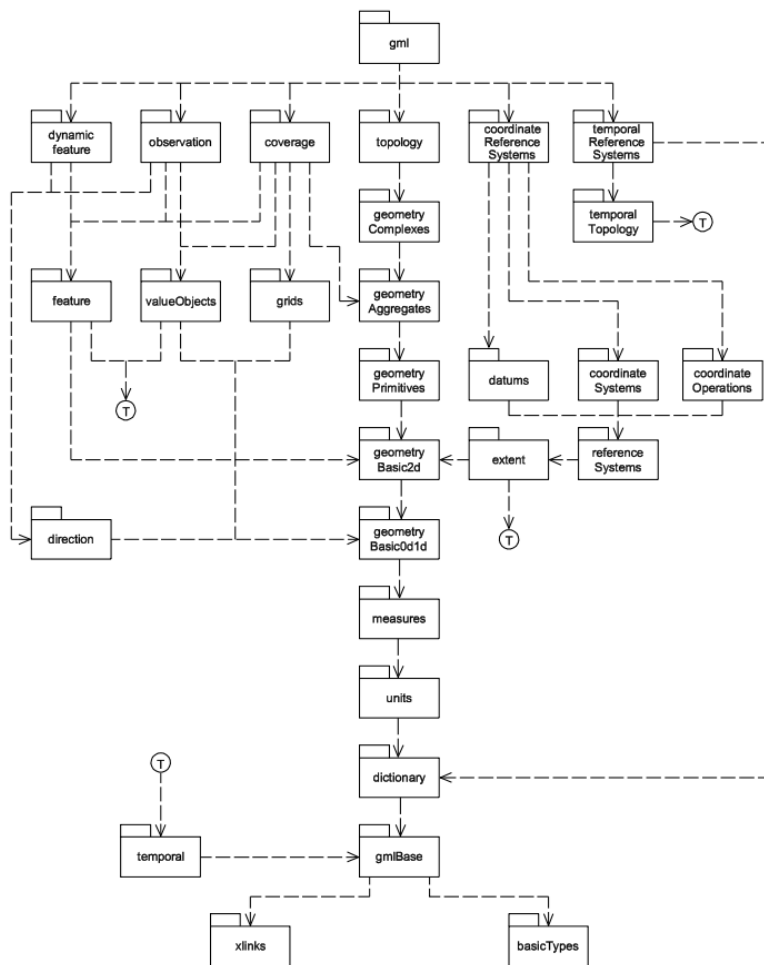 gml
dynamic
feature
observation
coverage
topology
coordinate
Reference
Systems
temporal
Reference
Systems
geometry
Complexes
temporal
Topology
T
feature
valueObjects
grids
geometry
Aggregates
geometry
Primitives
datums
coordinate
Systems
coordinate
Operations
T
geometry
Basic2d
extent
reference
Systems
direction
geometry
Basic0d1d
T
measures
units
T
dictionary
temporal
gmlBase
xlinks
basicTypes